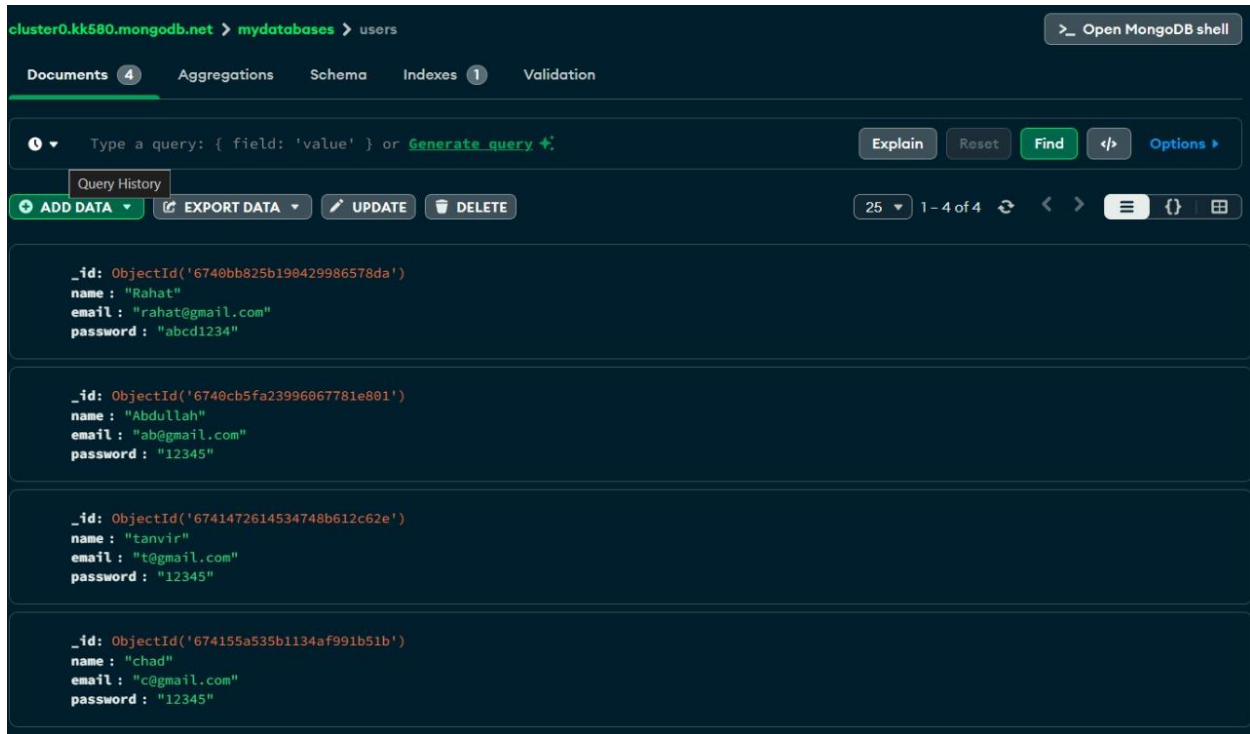 cluster0.kk580.mongodb.net > mydatabases > users
>_ Open MongoDB shell
Documents 4 Aggregations Schema Indexes 1 Validation
Type a query: { field: 'value' } or Generate query
Explain Reset Find </> Options
Query History
ADD DATA EXPORT DATA UPDATE DELETE
25 1 – 4 of 4 {}
_id: ObjectId('6740bb825b190429986578da')
name : "Rahat"
email : "rahat@gmail.com"
password : "abcd1234"
_id: ObjectId('6740cb5fa23996067781e801')
name : "Abdullah"
email : "ab@gmail.com"
password : "12345"
_id: ObjectId('6741472614534748b612c62e')
name : "tanvir"
email : "t@gmail.com"
password : "12345"
_id: ObjectId('674155a535b1134af991b51b')
name : "chad"
email : "c@gmail.com"
password : "12345"